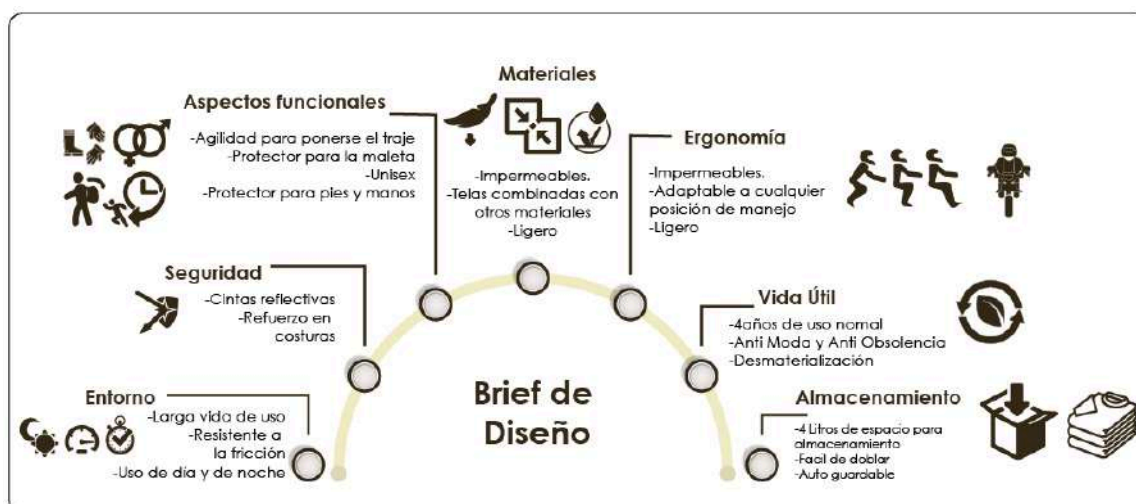 Materiales
-Impermeables.
-Telas combinadas con
otros materiales
-Ligero
Aspectos funcionales
-Agilidad para ponerse el traje
-Protector para la maleta
-Unisex
-Protector para pies y manos
Ergonomía
-Impermeables.
-Adaptable a cualquier
posición de manejo
-Ligero
Seguridad
-Cintas reflectivas
-Refuerzo en
costuras
Vida Útil
-4años de uso nomal
-Anti Moda y Anti Obsolencia
-Desmaterialización
Entorno
-Larga vida de uso
-Resistente a
la fricción
-Uso de día y de noche
Brief de
Diseño
Almacenamiento
-4 Litros de espacio para
almacenamiento
-Facil de doblar
-Auto guardable